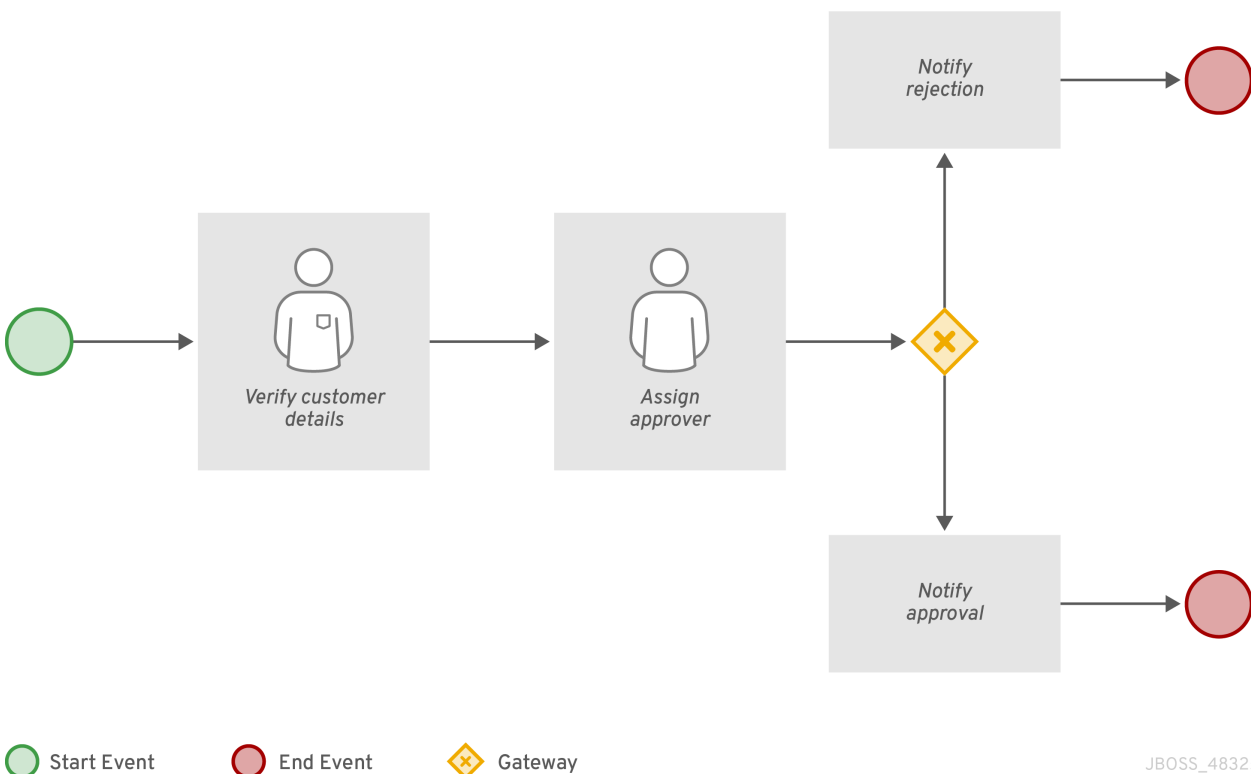 Notify
rejection
Verify customer
details
Assign
approver
Notify
approval
Start Event
End Event
Gateway
JBOSS_4832